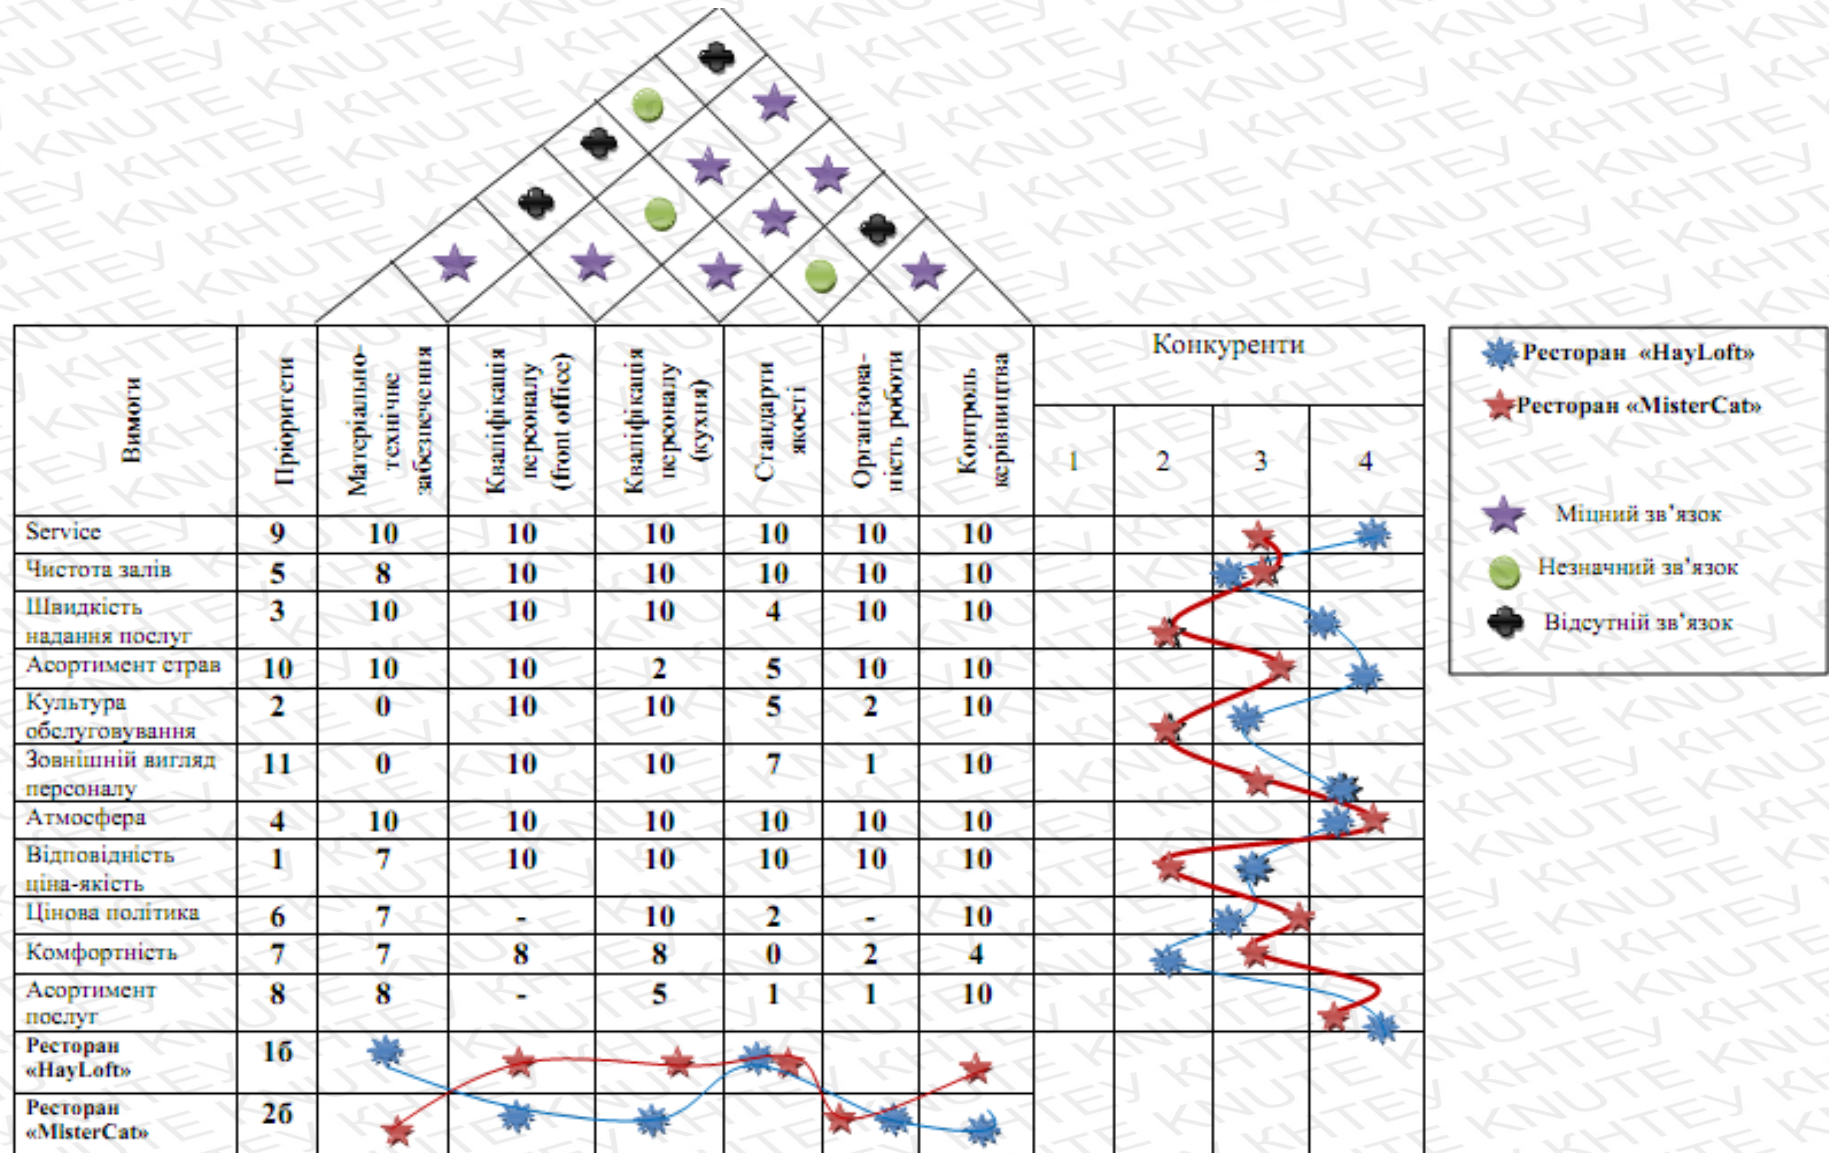 Вимоги
Пріоритети
Матеріально-
технічне
забезпечення
Кваліфікація
персоналу
(front office)
Кваліфікація
персоналу
(кухня)
Стандарти
якості
Організова-
ність роботи
Контроль
керівництва
Конкуренти
1 2 3 4
Service 9 10 10 10 10 10 10
Чистота залів 5 8 10 10 10 10 10
Швидкість
надання послуг 3 10 10 10 4 10 10
Асортимент страв 10 10 10 2 5 10 10
Культура
обслуговування 2 0 10 10 5 2 10
Зовнішній вигляд
персоналу 11 0 10 10 7 1 10
Атмосфера 4 10 10 10 10 10 10
Відповідність
ціна-якість 1 7 10 10 10 10 10
Цінова політика 6 7 - 10 2 - 10
Комфортність 7 7 8 8 0 2 4
Асортимент
послуг 8 8 - 5 1 1 10
Ресторан
«HayLoft» 1б
Ресторан
«MisterCat» 2б
Ресторан «HayLoft»
Ресторан «MisterCat»
Міцний зв’язок
Незначний зв’язок
Відсутній зв’язок
KNUTE KHTEУ